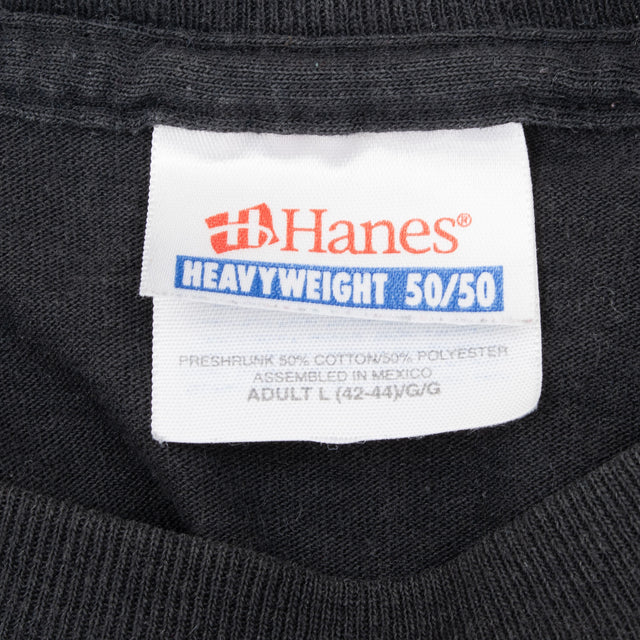 Hanes®
HEAVYWEIGHT 50/50
PRESHRUNK 50% COTTON/50% POLYESTER
ASSEMBLED IN MEXICO
ADULT L (42-44)/G/G